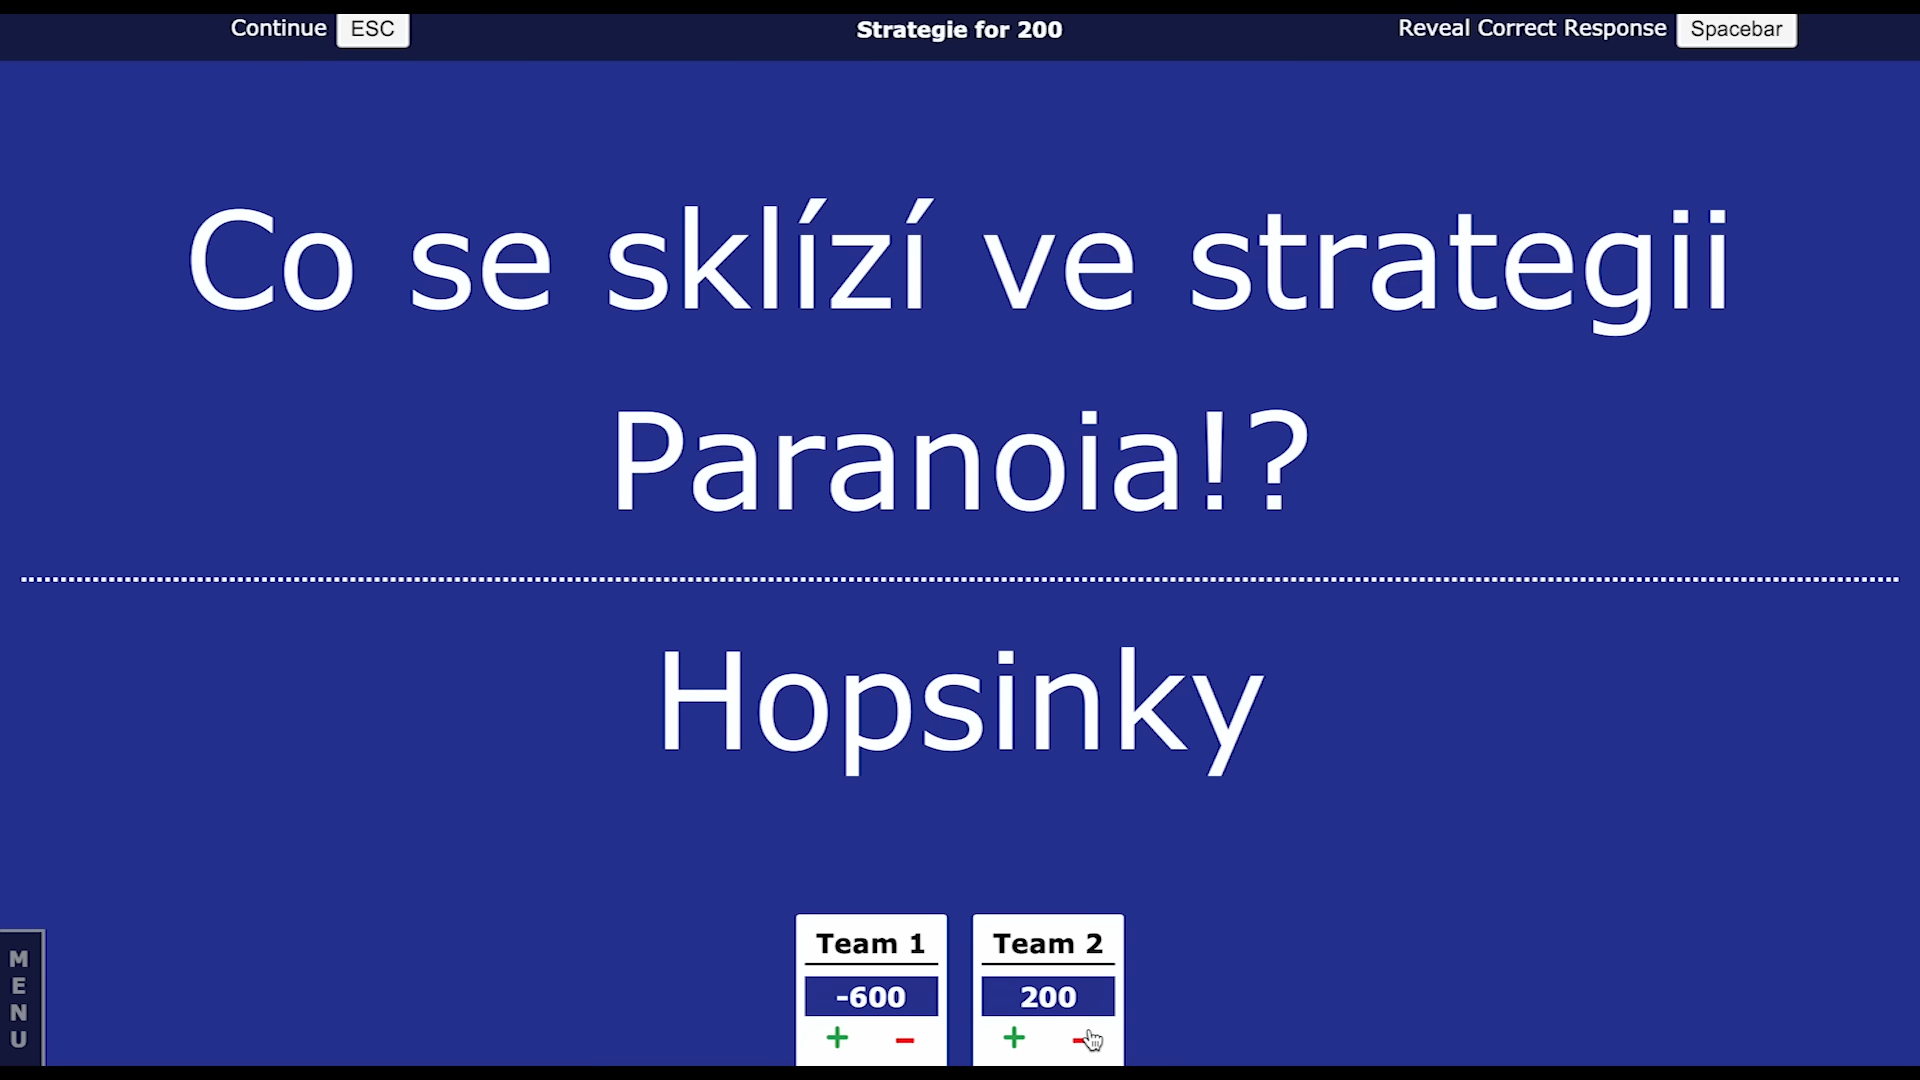 Continue ESC
Strategie for 200
Reveal Correct Response Spacebar
Co se sklízí ve strategii
Paranoia!?
Hopsinky
MENU
Team 1
-600
+ −
Team 2
200
+ −